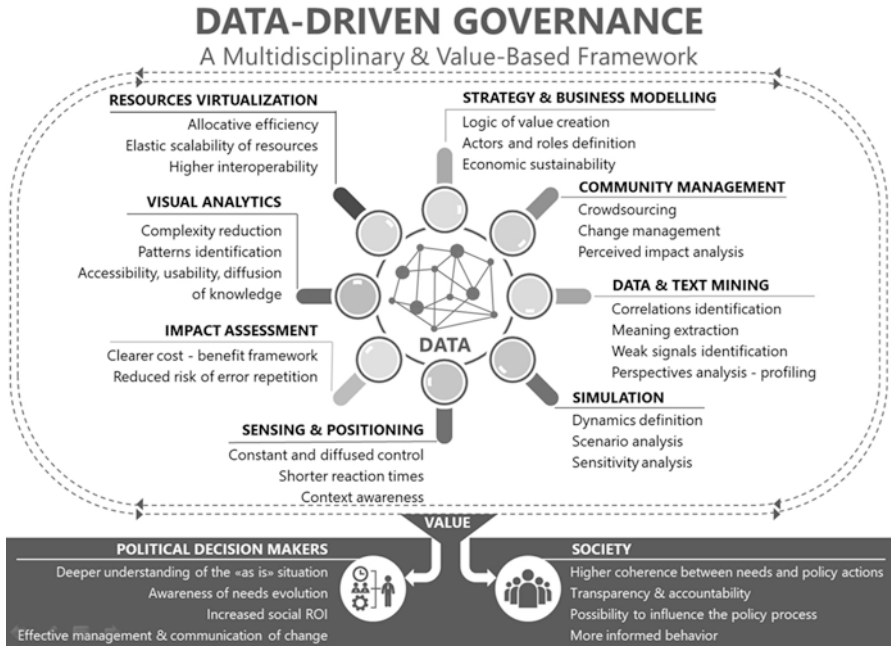 DATA-DRIVEN GOVERNANCE
A Multidisciplinary & Value-Based Framework
RESOURCES VIRTUALIZATION
Allocative efficiency
Elastic scalability of resources
Higher interoperability
STRATEGY & BUSINESS MODELLING
Logic of value creation
Actors and roles definition
Economic sustainability
VISUAL ANALYTICS
Complexity reduction
Patterns identification
Accessibility, usability, diffusion
of knowledge
COMMUNITY MANAGEMENT
Crowdsourcing
Change management
Perceived impact analysis
DATA & TEXT MINING
Correlations identification
Meaning extraction
Weak signals identification
Perspectives analysis - profiling
DATA
IMPACT ASSESSMENT
Clearer cost - benefit framework
Reduced risk of error repetition
SIMULATION
Dynamics definition
Scenario analysis
Sensitivity analysis
SENSING & POSITIONING
Constant and diffused control
Shorter reaction times
Context awareness
VALUE
POLITICAL DECISION MAKERS
Deeper understanding of the «as is» situation
Awareness of needs evolution
Increased social ROI
Effective management & communication of change
SOCIETY
Higher coherence between needs and policy actions
Transparency & accountability
Possibility to influence the policy process
More informed behavior